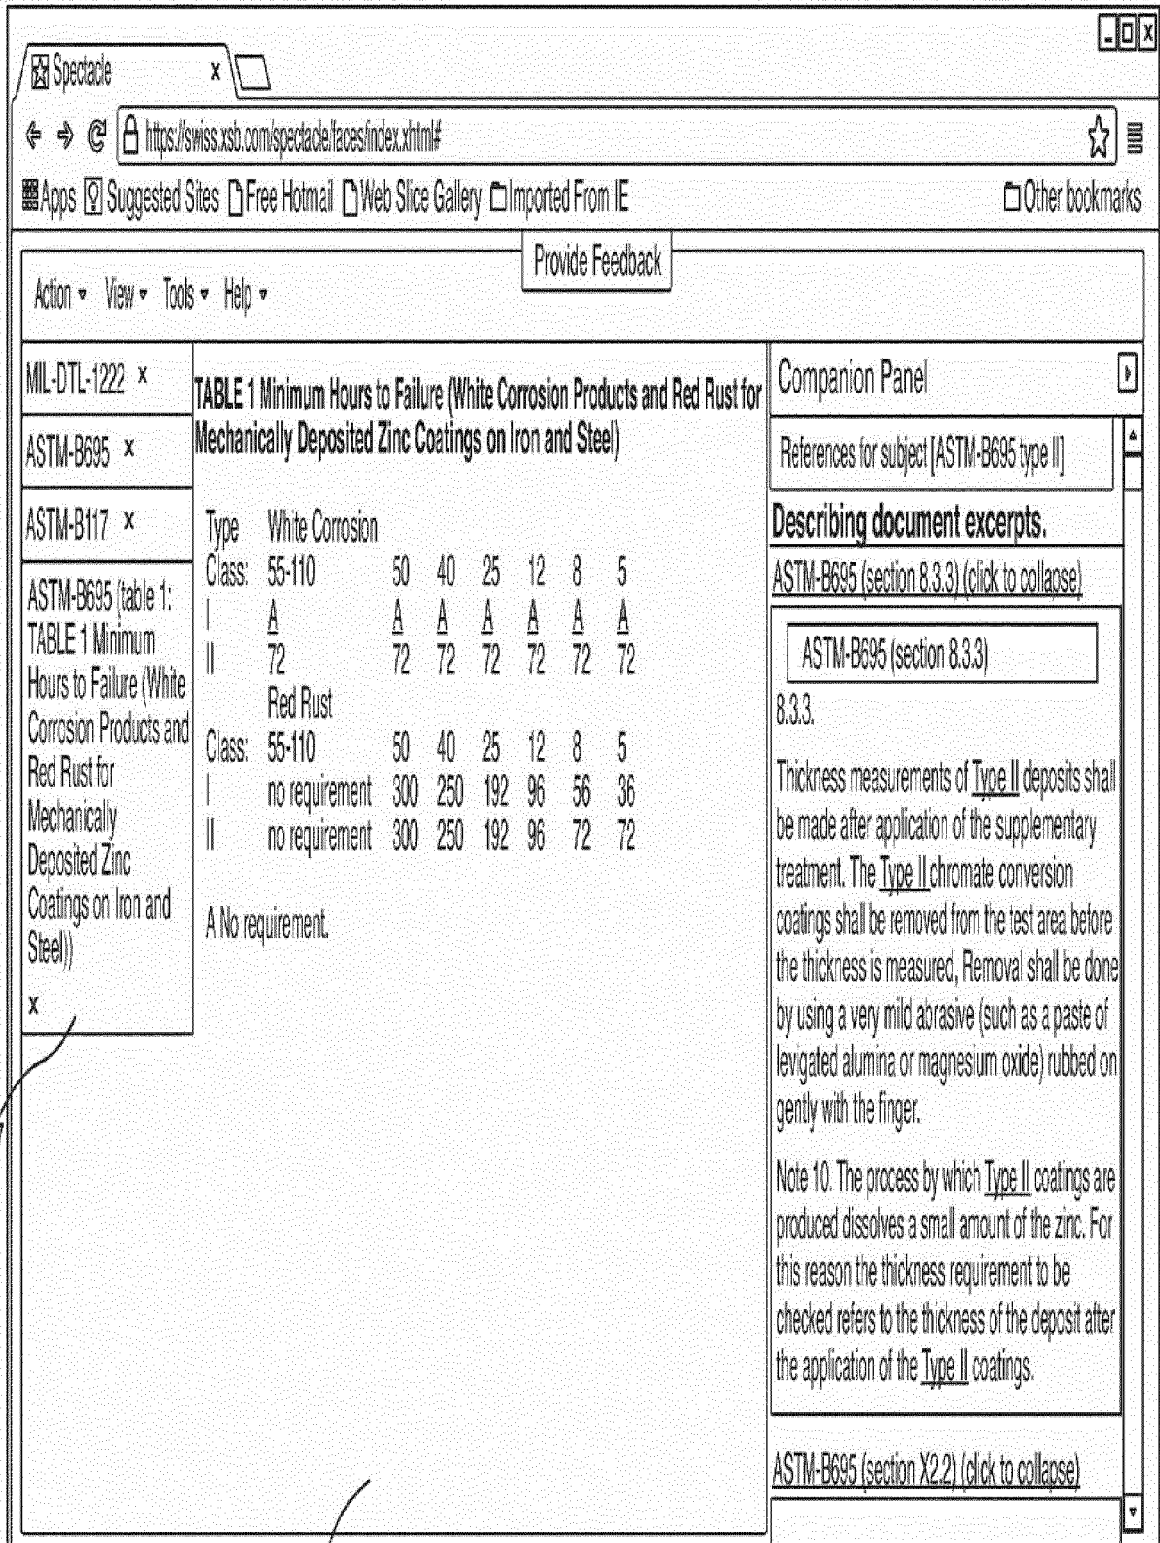 Spectacle x
https://swiss.xsb.com/spectacle/faces/index.xhtml#
Apps Suggested Sites Free Hotmail Web Slice Gallery Imported From IE Other bookmarks
Provide Feedback
Action View Tools Help
MIL-DTL-1222 x
ASTM-B695 x
ASTM-B117 x
ASTM-B695 (table 1:
TABLE 1 Minimum
Hours to Failure (White
Corrosion Products and
Red Rust for
Mechanically
Deposited Zinc
Coatings on Iron and
Steel))
x
TABLE 1 Minimum Hours to Failure (White Corrosion Products and Red Rust for
Mechanically Deposited Zinc Coatings on Iron and Steel)
Type White Corrosion
Class: 55-110 50 40 25 12 8 5
I A A A A A A A
II 72 72 72 72 72 72 72
Red Rust
Class: 55-110 50 40 25 12 8 5
I no requirement 300 250 192 96 56 36
II no requirement 300 250 192 96 72 72
A No requirement.
Companion Panel
References for subject [ASTM-B695 type II]
Describing document excerpts.
ASTM-B695 (section 8.3.3) (click to collapse)
ASTM-B695 (section 8.3.3)
8.3.3.
Thickness measurements of Type II deposits shall
be made after application of the supplementary
treatment. The Type II chromate conversion
coatings shall be removed from the test area before
the thickness is measured, Removal shall be done
by using a very mild abrasive (such as a paste of
levigated alumina or magnesium oxide) rubbed on
gently with the finger.
Note 10. The process by which Type II coatings are
produced dissolves a small amount of the zinc. For
this reason the thickness requirement to be
checked refers to the thickness of the deposit after
the application of the Type II coatings.
ASTM-B695 (section X2.2) (click to collapse)